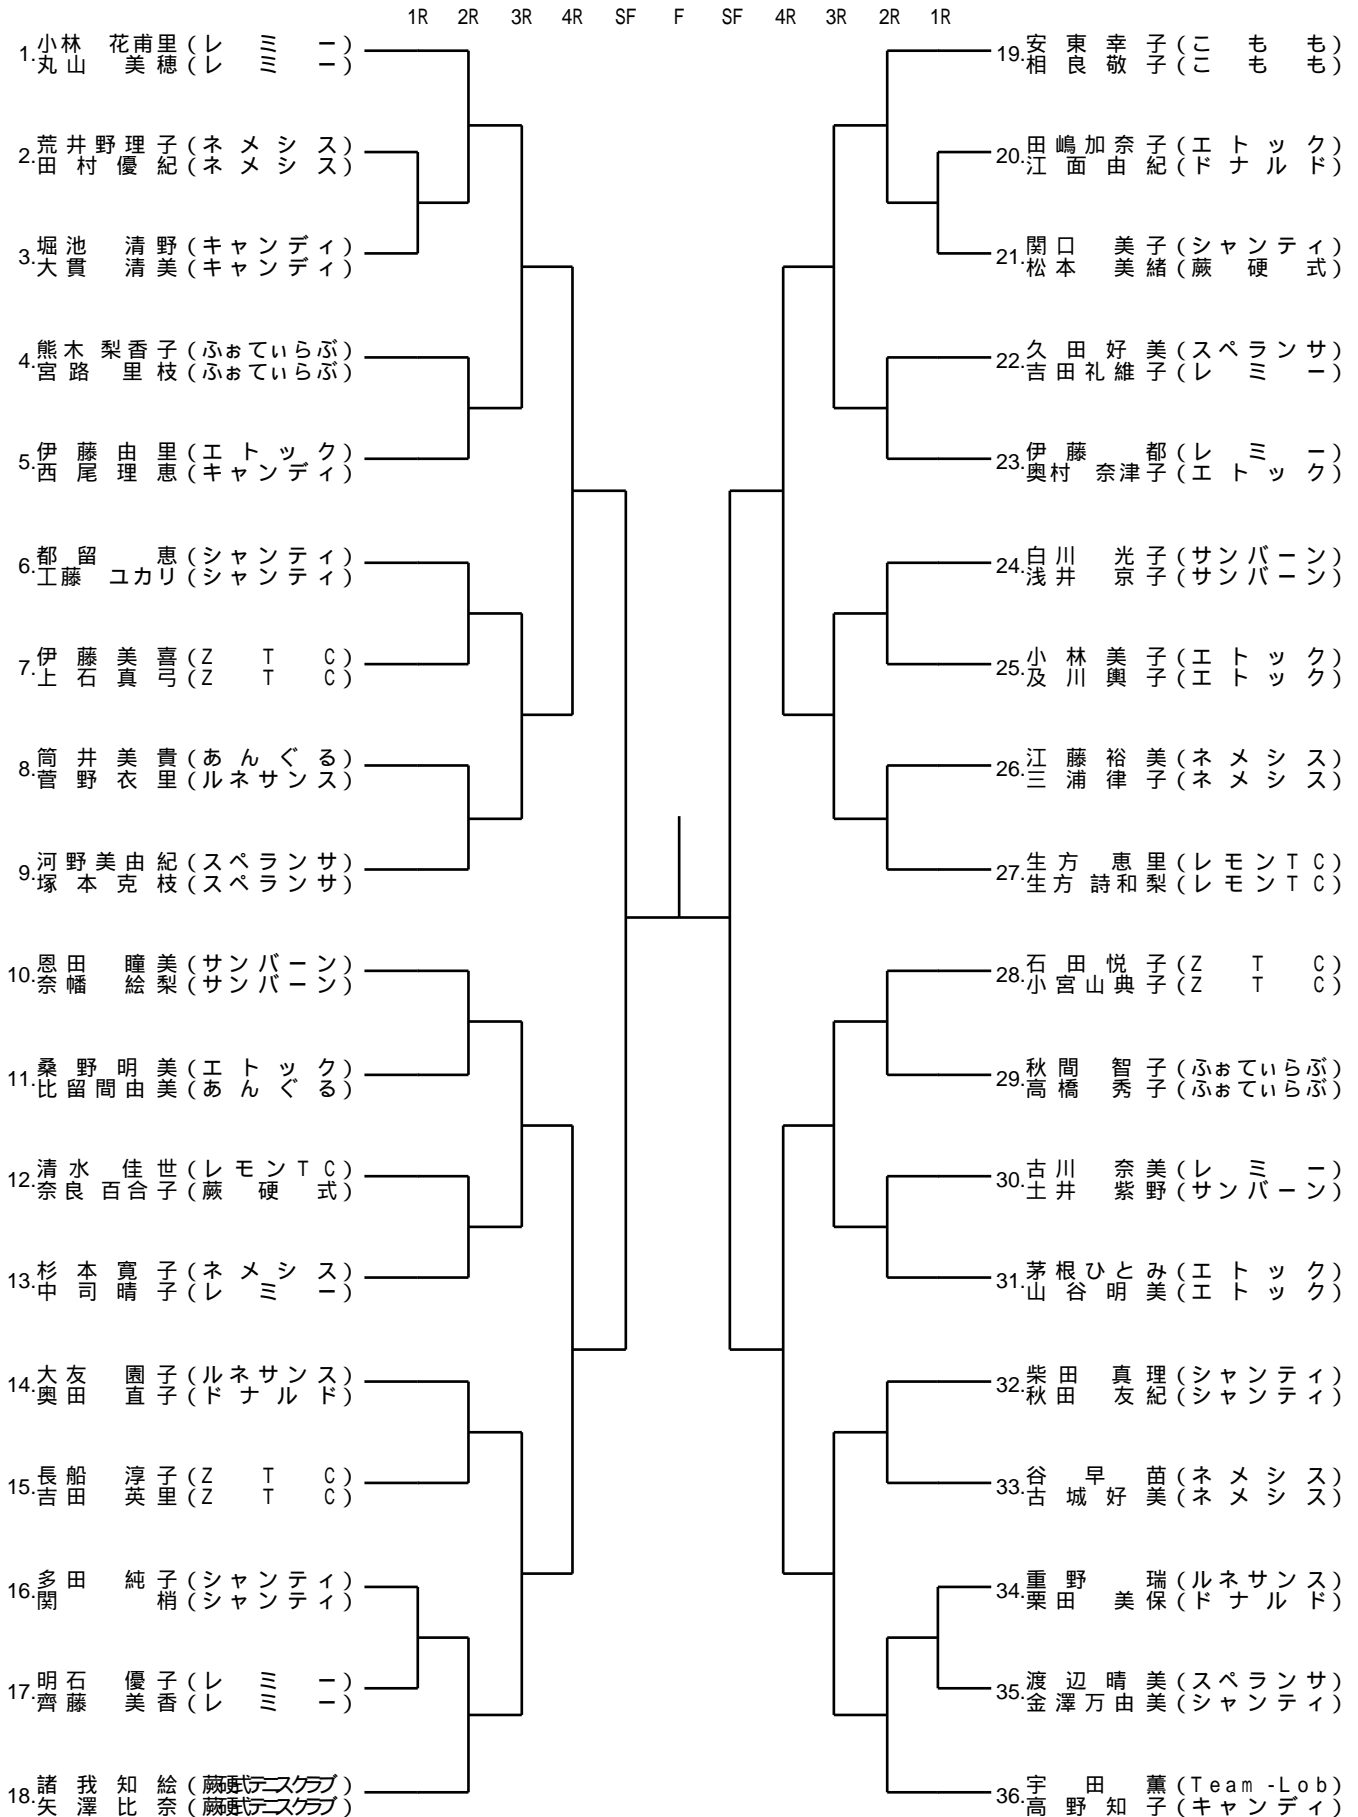 1R 2R 3R 4R SF F SF 4R 3R 2R 1R
1. 小林 花甫里 (レミー)
丸山 美穂 (レミー)
2. 荒井野理子 (ネメシス)
田村優紀 (ネメシス)
3. 堀池 清野 (キャンディ)
大貫 清美 (キャンディ)
4. 熊木 梨香子 (ふぉてぃらぶ)
宮路 里枝 (ふぉてぃらぶ)
5. 伊藤由里 (エトック)
西尾理恵 (キャンディ)
6. 都留 恵 (シャンティ)
工藤 ユカリ (シャンティ)
7. 伊藤美喜 (ZTC)
上石真弓 (ZTC)
8. 筒井美貴 (あんぐる)
菅野衣里 (ルネサンス)
9. 河野美由紀 (スペランサ)
塚本克枝 (スペランサ)
10. 恩田 瞳美 (サンバーン)
奈幡 絵梨 (サンバーン)
11. 桑野明美 (エトック)
比留間由美 (あんぐる)
12. 清水 佳世 (レモンTC)
奈良 百合子 (蕨硬式)
13. 杉本寛子 (ネメシス)
中司晴子 (レミー)
14. 大友 園子 (ルネサンス)
奥田 直子 (ドナルド)
15. 長船 淳子 (ZTC)
吉田 英里 (ZTC)
16. 多田 純子 (シャンティ)
関 梢 (シャンティ)
17. 明石 優子 (レミー)
齊藤 美香 (レミー)
18. 諸我知絵 (蕨硬式テニスクラブ)
矢澤比奈 (蕨硬式テニスクラブ)
19. 安東幸子 (こもも)
相良敬子 (こもも)
20. 田嶋加奈子 (エトック)
江面由紀 (ドナルド)
21. 関口 美子 (シャンティ)
松本 美緒 (蕨硬式)
22. 久田好美 (スペランサ)
吉田礼維子 (レミー)
23. 伊藤 都 (レミー)
奥村 奈津子 (エトック)
24. 白川 光子 (サンバーン)
浅井 京子 (サンバーン)
25. 小林美子 (エトック)
及川輿子 (エトック)
26. 江藤裕美 (ネメシス)
三浦律子 (ネメシス)
27. 生方 恵里 (レモンTC)
生方 詩和梨 (レモンTC)
28. 石田悦子 (ZTC)
小宮山典子 (ZTC)
29. 秋間 智子 (ふぉてぃらぶ)
高橋 秀子 (ふぉてぃらぶ)
30. 古川 奈美 (レミー)
土井 紫野 (サンバーン)
31. 茅根ひとみ (エトック)
山谷明美 (エトック)
32. 柴田 真理 (シャンティ)
秋田 友紀 (シャンティ)
33. 谷早苗 (ネメシス)
古城好美 (ネメシス)
34. 重野 瑞 (ルネサンス)
栗田 美保 (ドナルド)
35. 渡辺晴美 (スペランサ)
金澤万由美 (シャンティ)
36. 宇田薫 (Team-Lob)
高野知子 (キャンディ)